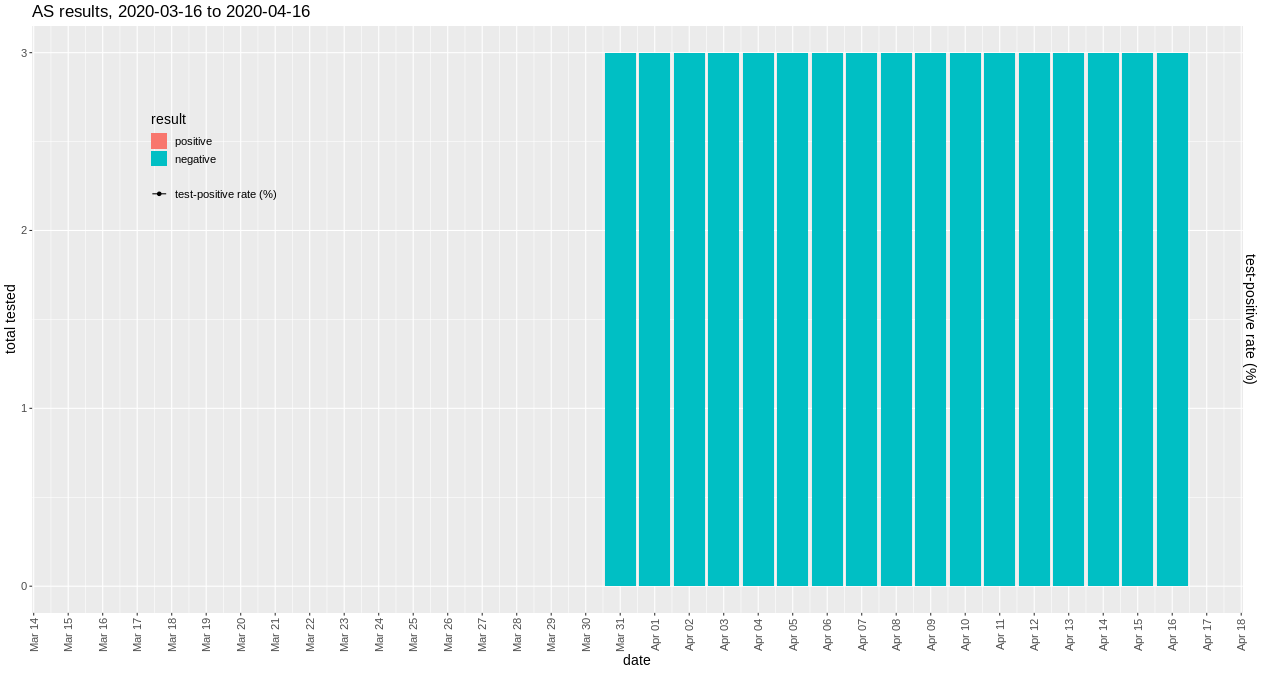 AS results, 2020-03-16 to 2020-04-16
3
2
1
0
total tested
result
positive
negative
test-positive rate (%)
test-positive rate (%)
Mar 14
Mar 15
Mar 16
Mar 17
Mar 18
Mar 19
Mar 20
Mar 21
Mar 22
Mar 23
Mar 24
Mar 25
Mar 26
Mar 27
Mar 28
Mar 29
Mar 30
Mar 31
Apr 01
Apr 02
Apr 03
Apr 04
Apr 05
Apr 06
Apr 07
Apr 08
Apr 09
Apr 10
Apr 11
Apr 12
Apr 13
Apr 14
Apr 15
Apr 16
Apr 17
Apr 18
date